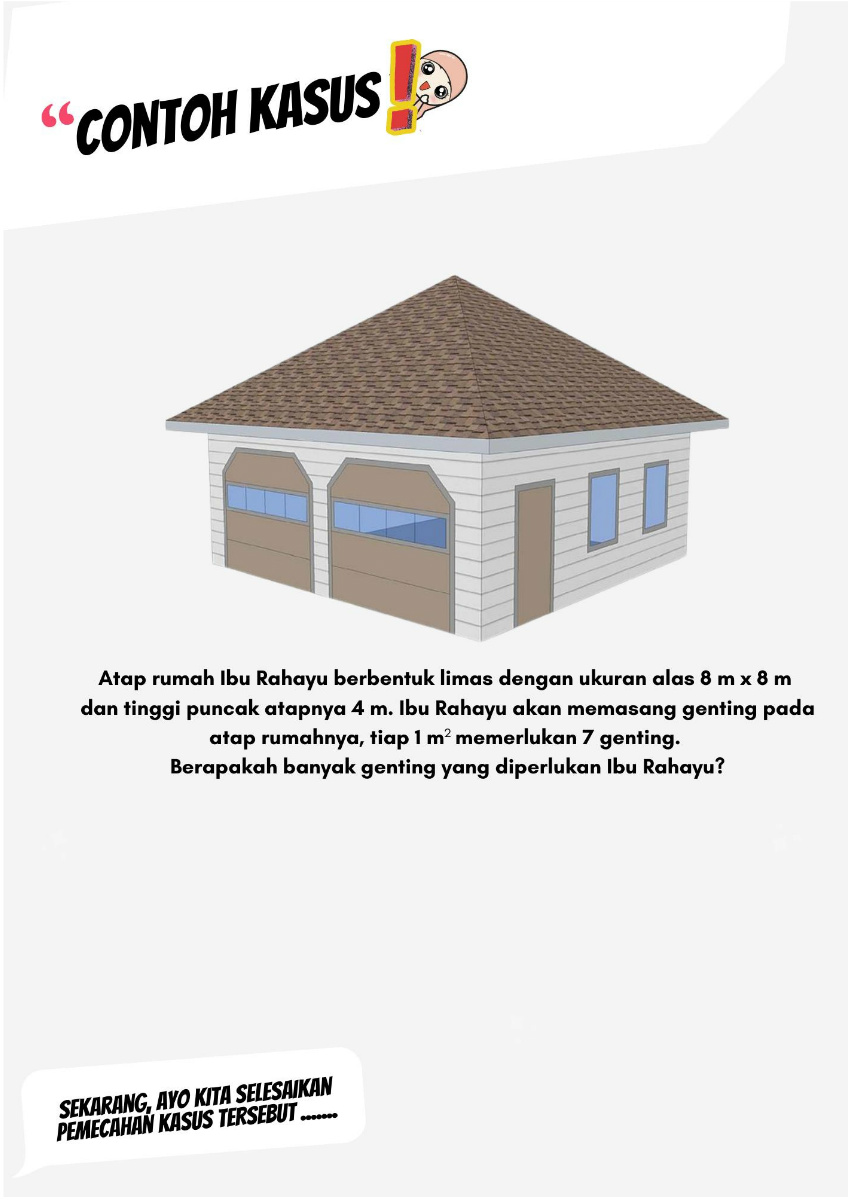 “CONTOH KASUS!
Atap rumah Ibu Rahayu berbentuk limas dengan ukuran alas 8 m x 8 m
dan tinggi puncak atapnya 4 m. Ibu Rahayu akan memasang genting pada
atap rumahnya, tiap 1 m² memerlukan 7 genting.
Berapakah banyak genting yang diperlukan Ibu Rahayu?
SEKARANG, AYO KITA SELESAIKAN
PEMECAHAN KASUS TERSEBUT .......